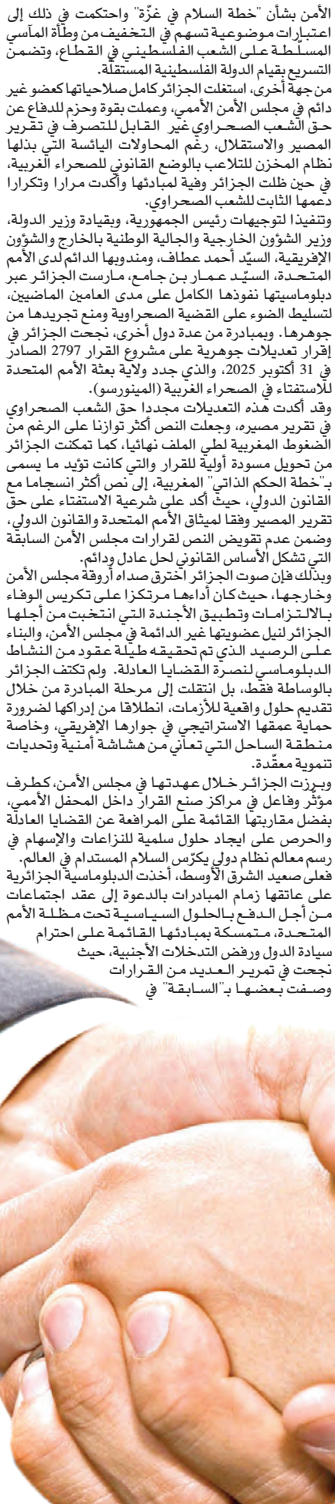 الأمن بشأن "خطة السلام في غزّة" واحتكمت في ذلك إلى
اعتبارات موضوعية تسهم في التخفيف من وطأة المآسي
المسلّطة على الشعب الفلسطيني في القطاع، وتضمن
التسريع بقيام الدولة الفلسطينية المستقلّة.
من جهة أخرى، استغلت الجزائر كامل صلاحياتها كعضو غير
دائم في مجلس الأمن الأممي، وعملت بقوة وحزم للدفاع عن
حق الشعب الصحراوي غير القابل للتصرف في تقرير
المصير والاستقلال، رغم المحاولات اليائسة التي بذلها
نظام المخزن للتلاعب بالوضع القانوني للصحراء الغربية،
في حين ظلت الجزائر وفية لمبادئها وأكدت مرارا وتكرارا
دعمها الثابت للشعب الصحراوي.
وتنفيذا لتوجيهات رئيس الجمهورية، وبقيادة وزير الدولة،
وزير الشؤون الخارجية والجالية الوطنية بالخارج والشؤون
الإفريقية، السيّد أحمد عطاف، ومندوبها الدائم لدى الأمم
المتحدة، السيّد عمار بن جامع، مارست الجزائر عبر
دبلوماسيتها نفوذها الكامل على مدى العامين الماضيين،
لتسليط الضوء على القضية الصحراوية ومنع تجريدها من
جوهرها. وبمبادرة من عدة دول أخرى، نجحت الجزائر في
إقرار تعديلات جوهرية على مشروع القرار 2797 الصادر
في 31 أكتوبر 2025، والذي جدد ولاية بعثة الأمم المتحدة
للاستفتاء في الصحراء الغربية (المينورسو).
وقد أكدت هذه التعديلات مجددا حق الشعب الصحراوي
في تقرير مصيره، وجعلت النص أكثر توازنا على الرغم من
الضغوط المغربية لطي الملف نهائيا، كما تمكنت الجزائر
من تحويل مسودة أولية للقرار والتي كانت تؤيد ما يسمى
بـ"خطة الحكم الذاتي" المغربية، إلى نص أكثر انسجاما مع
القانون الدولي، حيث أكد على شرعية الاستفتاء على حق
تقرير المصير وفقا لميثاق الأمم المتحدة والقانون الدولي،
وضمن عدم تقويض النص لقرارات مجلس الأمن السابقة
التي تشكل الأساس القانوني لحل عادل ودائم.
وبذلك فإن صوت الجزائر اخترق صداه أروقة مجلس الأمن
وخارجها، حيث كان أداءها مرتكزا على تكريس الوفاء
بالالتزامات وتطبيق الأجندة التي انتخبت من أجلها
الجزائر لنيل عضويتها غير الدائمة في مجلس الأمن، والبناء
على الرصيد الذي تم تحقيقه طيلة عقود من النشاط
الدبلوماسي لنصرة القضايا العادلة. ولم تكتف الجزائر
بالوساطة فقط، بل انتقلت إلى مرحلة المبادرة من خلال
تقديم حلول واقعية للأزمات، انطلاقا من إدراكها لضرورة
حماية عمقها الاستراتيجي في جوارها الإفريقي، وخاصة
منطقة الساحل التي تعاني من هشاشة أمنية وتحديات
تنموية معقّدة.
وبرزت الجزائر خلال عهدتها في مجلس الأمن، كطرف
مؤثّر وفاعل في مراكز صنع القرار داخل المحفل الأممي،
بفضل مقاربتها القائمة على المرافعة عن القضايا العادلة
والحرص على ايجاد حلول سلمية للنزاعات والإسهام في
رسم معالم نظام دولي يكرّس السلام المستدام في العالم.
فعلى صعيد الشرق الأوسط، أخذت الدبلوماسية الجزائرية
على عاتقها زمام المبادرات بالدعوة إلى عقد اجتماعات
من أجل الدفع بالحلول السياسية تحت مظلة الأمم
المتحدة، متمسكة بمبادئها القائمة على احترام
سيادة الدول ورفض التدخلات الأجنبية، حيث
نجحت في تمرير العديد من القرارات
وصفت بعضها بـ"السابقة" في